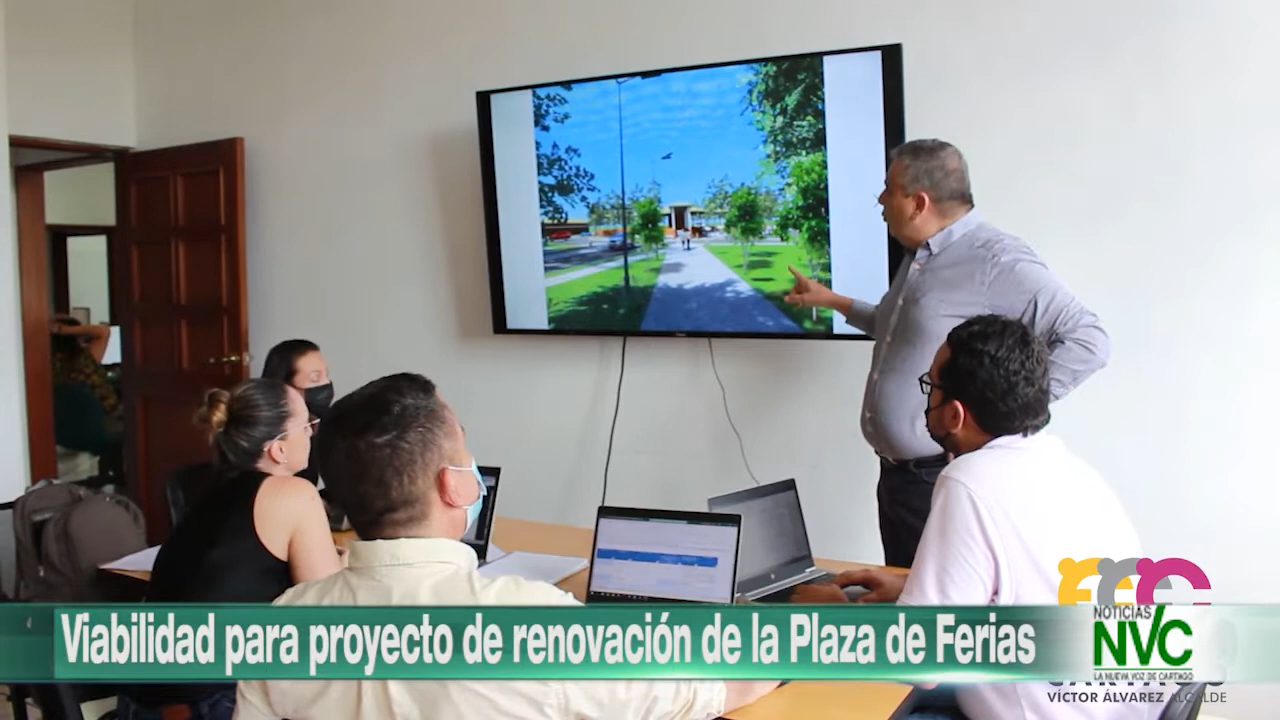 Viabilidad para proyecto de renovación de la Plaza de Ferias
NOTICIAS
NVC
LA NUEVA VOZ DE CARTAGO
VÍCTOR ÁLVAREZ ALCALDE